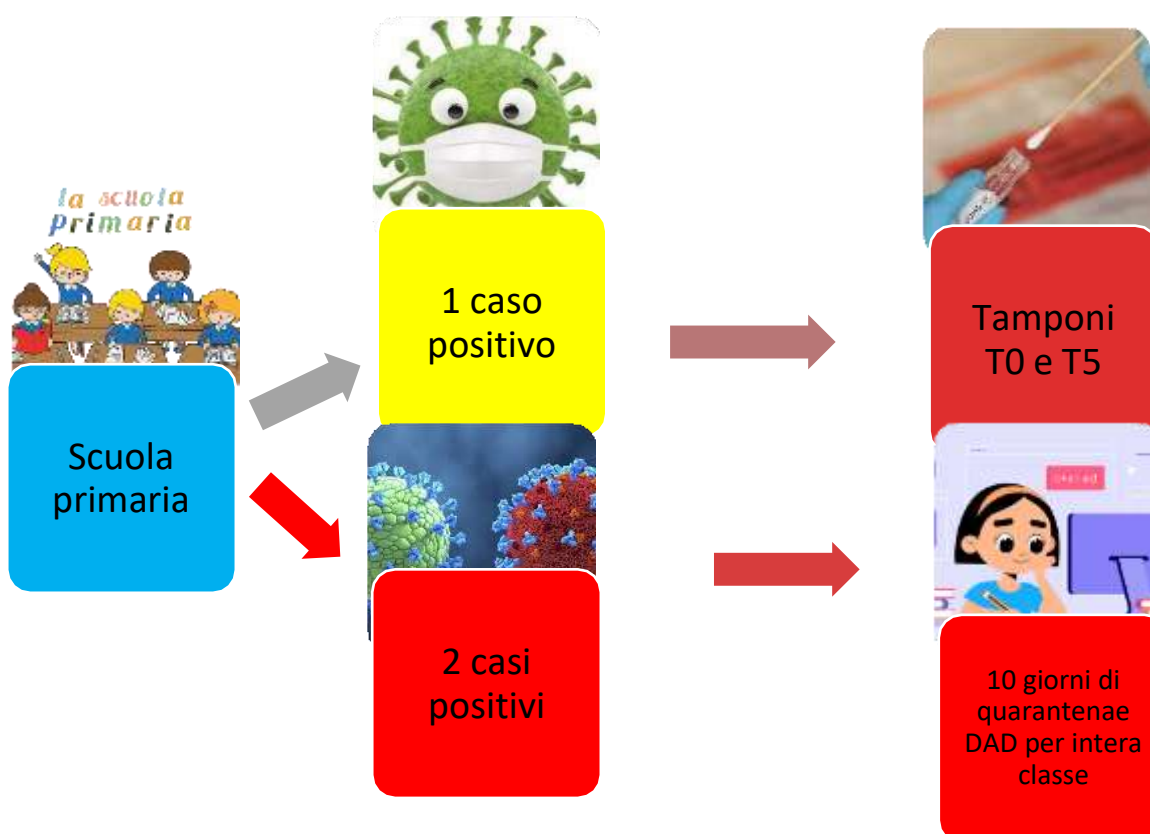 la scuola
primaria
Scuola
primaria
1 caso
positivo
Tamponi
T0 e T5
2 casi
positivi
10 giorni di
quarantenae
DAD per intera
classe